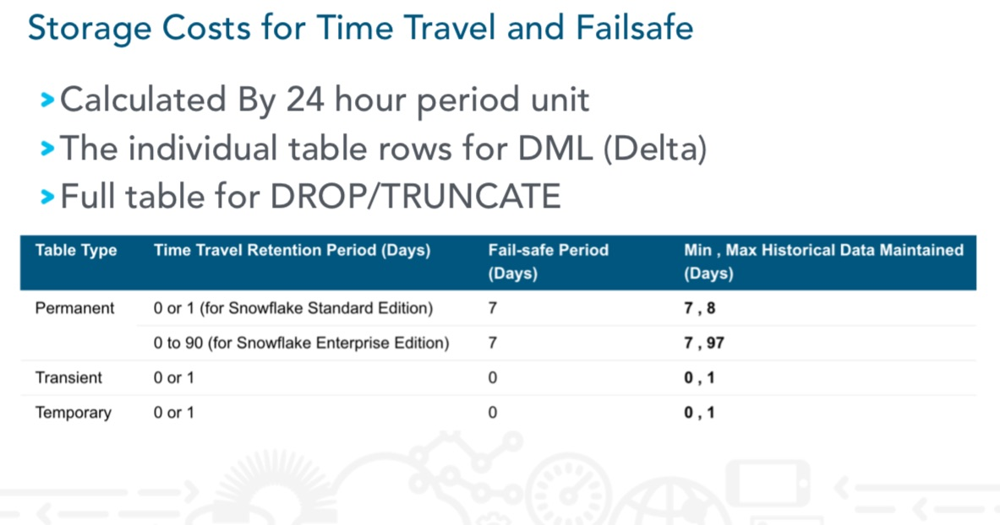 Storage Costs for Time Travel and Failsafe
> Calculated By 24 hour period unit
> The individual table rows for DML (Delta)
> Full table for DROP/TRUNCATE
Table Type Time Travel Retention Period (Days) Fail-safe Period (Days) Min , Max Historical Data Maintained (Days)
Permanent 0 or 1 (for Snowflake Standard Edition) 7 7 , 8
0 to 90 (for Snowflake Enterprise Edition) 7 7 , 97
Transient 0 or 1 0 0 , 1
Temporary 0 or 1 0 0 , 1